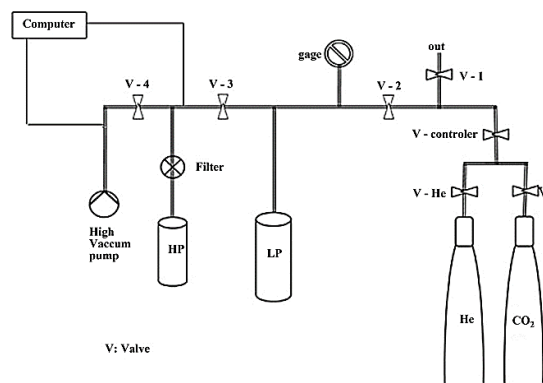 Computer
out
gage
V - 4
V - 3
V - 2
V - I
V - controler
Filter
V - He
V
High
Vaccum
pump
HP
LP
He
CO₂
V: Valve